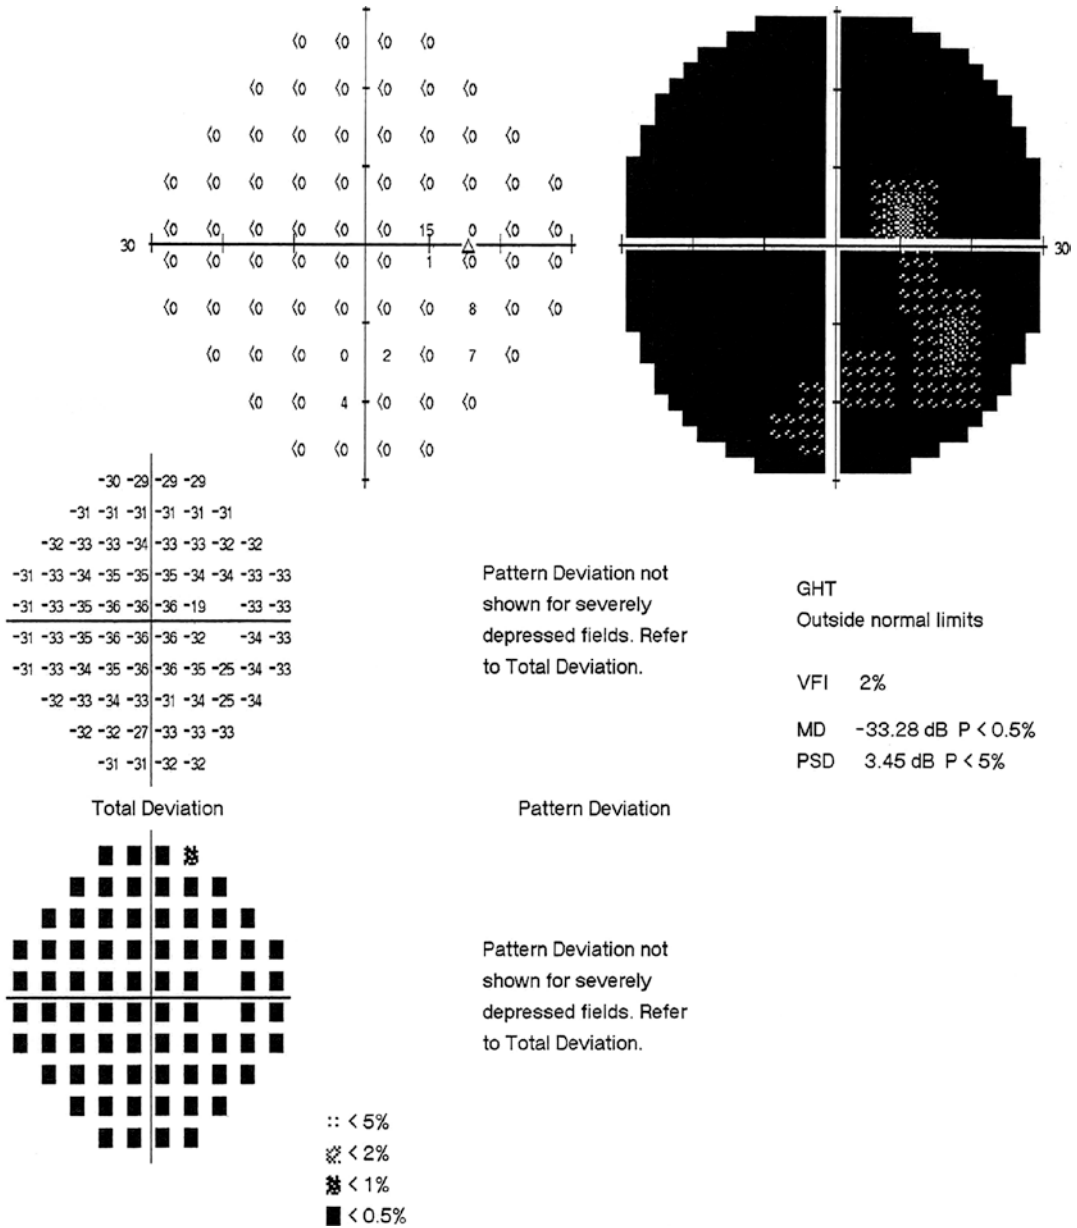 <0 <0 <0 <0
<0 <0 <0 <0 <0 <0
<0 <0 <0 <0 <0 <0 <0 <0
<0 <0 <0 <0 <0 <0 <0 <0 <0 <0
<0 <0 <0 <0 <0 <0 15 0 <0 <0
30 30
<0 <0 <0 <0 <0 <0 1 <0 <0 <0
<0 <0 <0 <0 <0 <0 <0 8 <0 <0
<0 <0 <0 0 2 <0 7 <0
<0 <0 4 <0 <0 <0
<0 <0 <0 <0
-30 -29 -29 -29
-31 -31 -31 -31 -31 -31
-32 -33 -33 -34 -33 -33 -32 -32
-31 -33 -34 -35 -35 -35 -34 -34 -33 -33
-31 -33 -35 -36 -36 -36 -19 -33 -33
-31 -33 -35 -36 -36 -36 -32 -34 -33
-31 -33 -34 -35 -36 -36 -35 -25 -34 -33
-32 -33 -34 -33 -31 -34 -25 -34
-32 -32 -27 -33 -33 -33
-31 -31 -32 -32
Total Deviation
Pattern Deviation not
shown for severely
depressed fields. Refer
to Total Deviation.
Pattern Deviation
GHT
Outside normal limits
VFI 2%
MD -33.28 dB P < 0.5%
PSD 3.45 dB P < 5%
Pattern Deviation not
shown for severely
depressed fields. Refer
to Total Deviation.
< 5%
< 2%
< 1%
< 0.5%